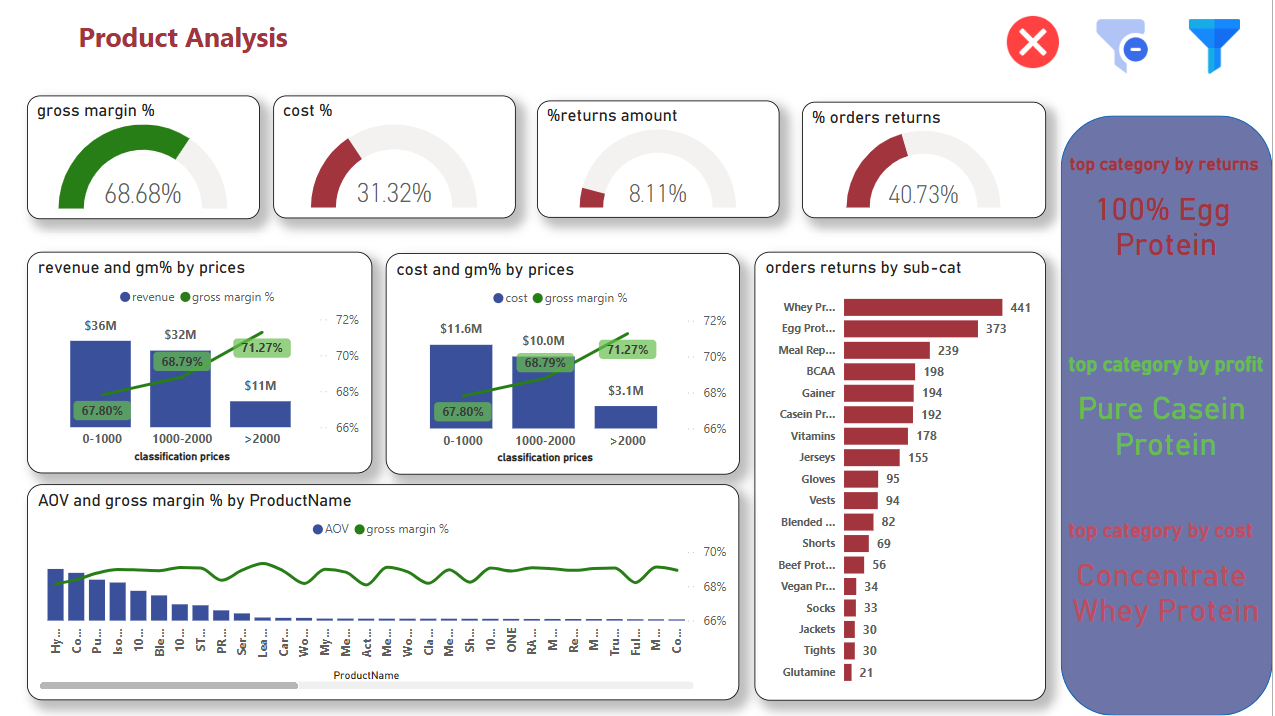 Product Analysis
gross margin %
68.68%
cost %
31.32%
%returns amount
8.11%
% orders returns
40.73%
top category by returns
100% Egg
Protein
top category by profit
Pure Casein
Protein
top category by cost
Concentrate
Whey Protein
revenue and gm% by prices
revenue gross margin %
$36M
$32M
$11M
67.80%
68.79%
71.27%
72%
70%
68%
66%
0-1000 1000-2000 >2000
classification prices
cost and gm% by prices
cost gross margin %
$11.6M
$10.0M
$3.1M
67.80%
68.79%
71.27%
72%
70%
68%
66%
0-1000 1000-2000 >2000
classification prices
orders returns by sub-cat
Whey Pr... 441
Egg Prot... 373
Meal Rep... 239
BCAA 198
Gainer 194
Casein Pr... 192
Vitamins 178
Jerseys 155
Gloves 95
Vests 94
Blended ... 82
Shorts 69
Beef Prot... 56
Vegan Pr... 34
Socks 33
Jackets 30
Tights 30
Glutamine 21
AOV and gross margin % by ProductName
AOV gross margin %
70%
68%
66%
Hy... Co... Pu... Iso... 10... Ble... 10... ST... PR... Ser... Lea... Car... Wo... My... Me... Act... Me... Wo... Cla... Me... Sh... 10... ONE RA... M... Re... M... Tru... Ful... M... Co...
ProductName